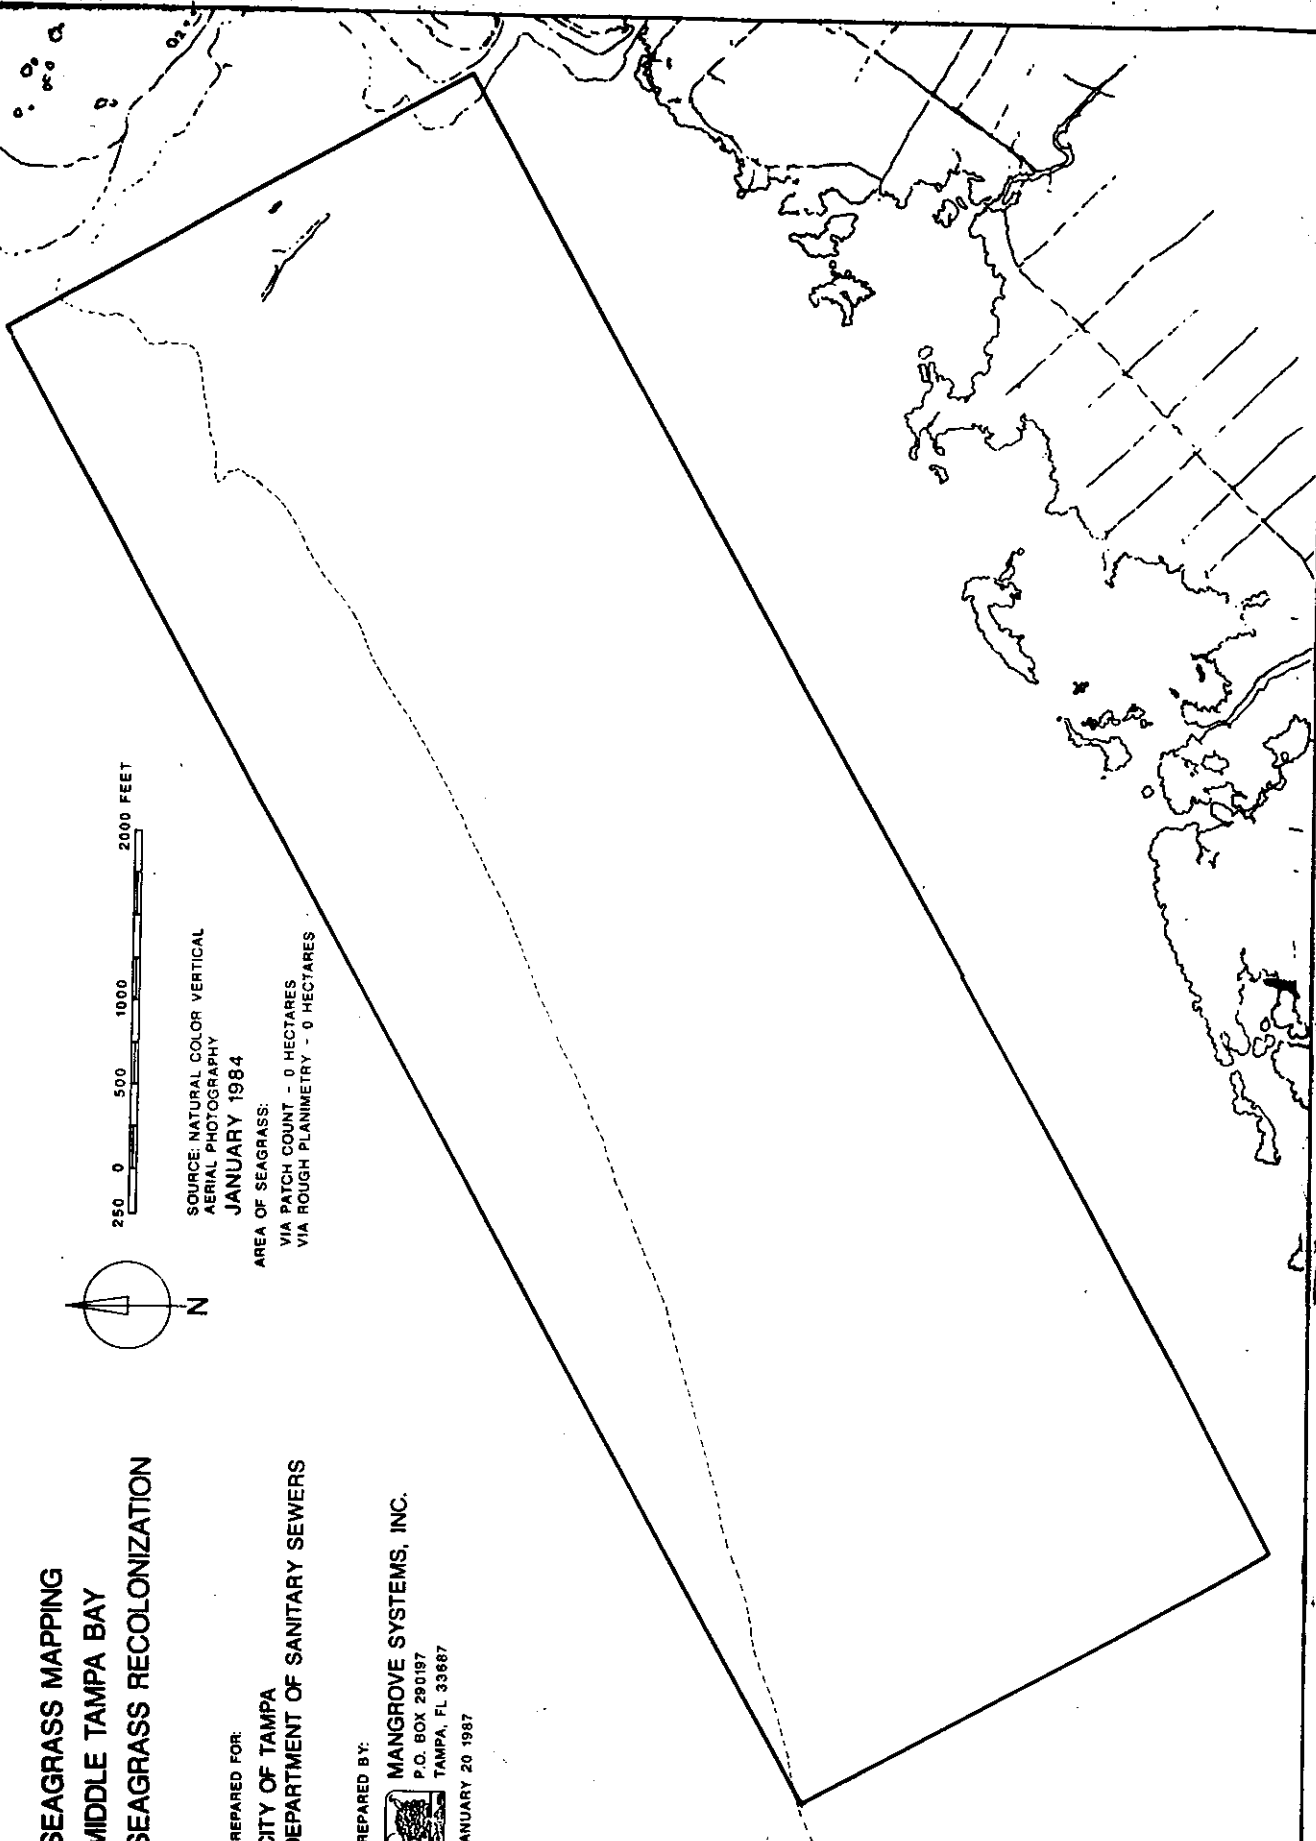 SEAGRASS MAPPING
MIDDLE TAMPA BAY
SEAGRASS RECOLONIZATION
REPARED FOR:
CITY OF TAMPA
DEPARTMENT OF SANITARY SEWERS
REPARED BY:
MANGROVE SYSTEMS, INC.
P.O. BOX 290197
TAMPA, FL 33687
ANUARY 20 1987
N
250 0 500 1000 2000 FEET
SOURCE: NATURAL COLOR VERTICAL
AERIAL PHOTOGRAPHY
JANUARY 1984
AREA OF SEAGRASS:
VIA PATCH COUNT - 0 HECTARES
VIA ROUGH PLANIMETRY - 0 HECTARES